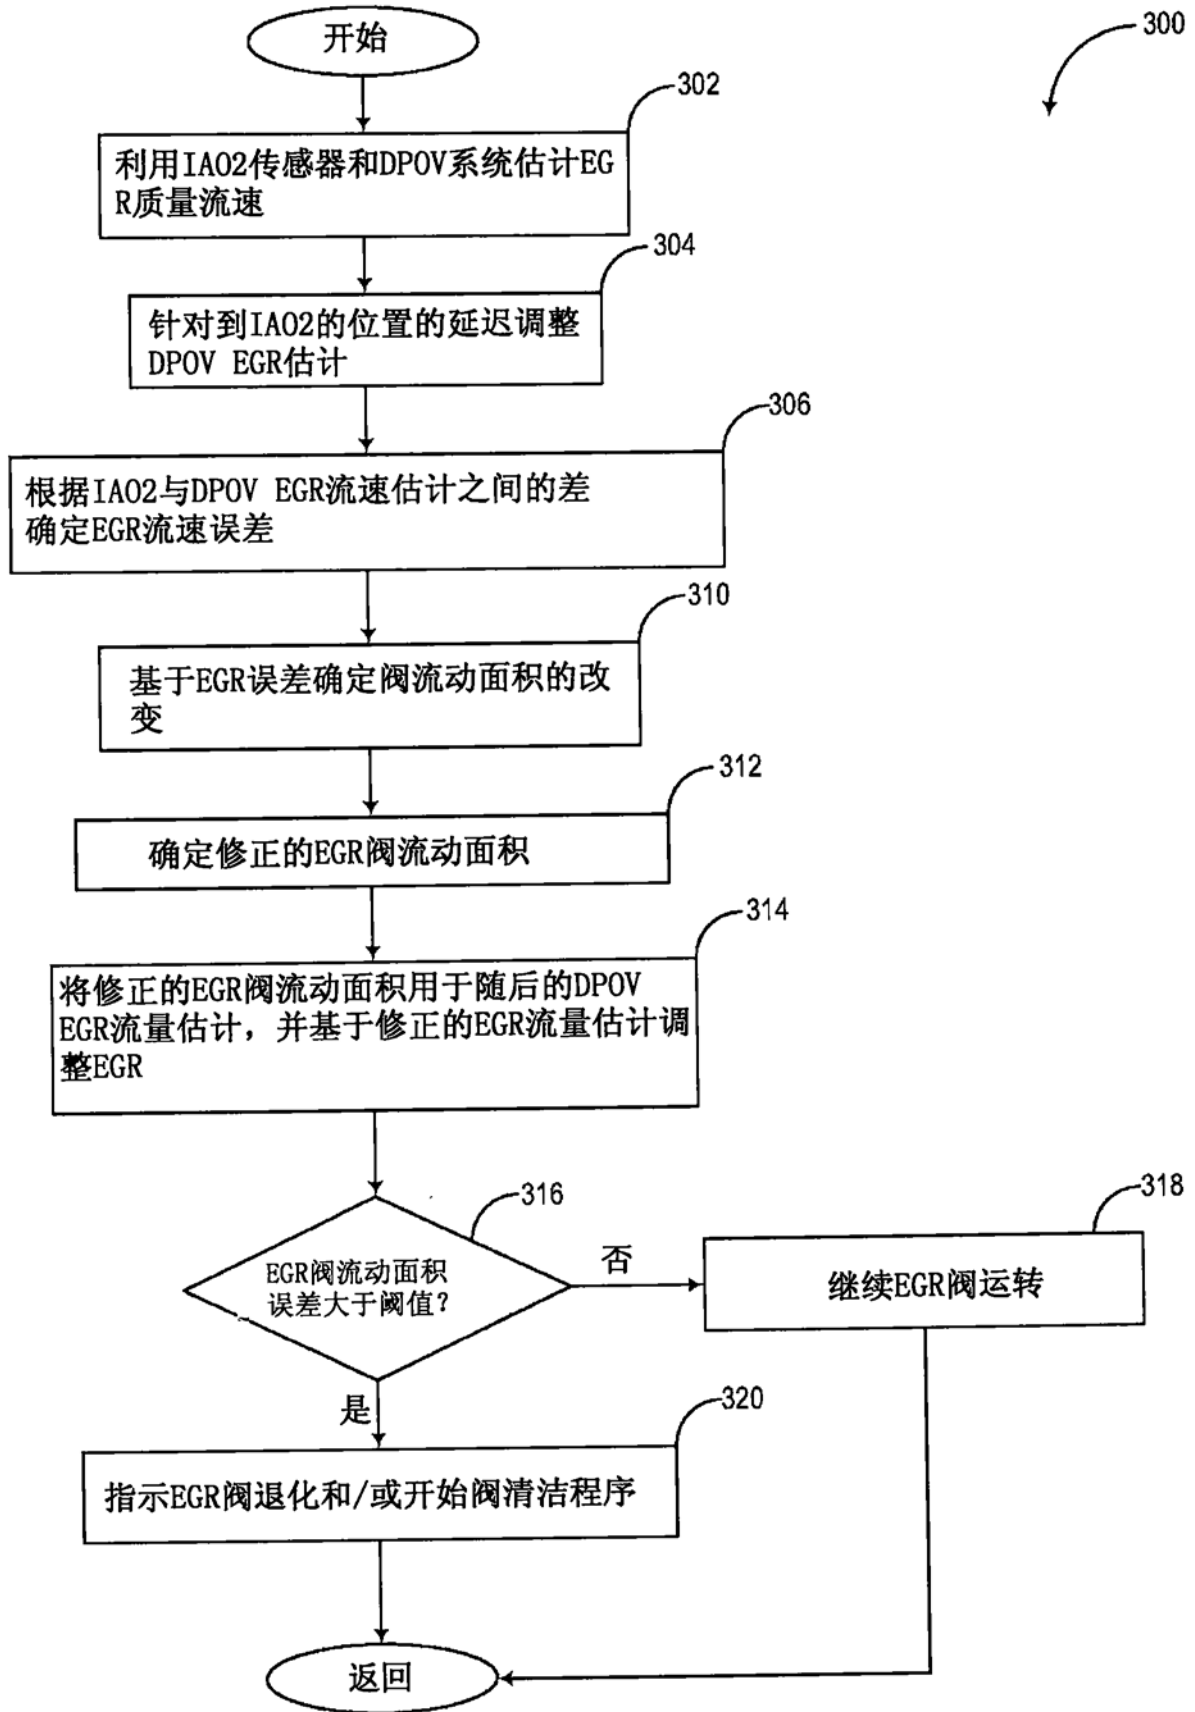 开始
300
302
利用IAO2传感器和DPOV系统估计EG
R质量流速
304
针对到IAO2的位置的延迟调整
DPOV EGR估计
306
根据IAO2与DPOV EGR流速估计之间的差
确定EGR流速误差
310
基于EGR误差确定阀流动面积的改
变
312
确定修正的EGR阀流动面积
314
将修正的EGR阀流动面积用于随后的DPOV
EGR流量估计，并基于修正的EGR流量估计调
整EGR
316
EGR阀流动面积
误差大于阈值？
否
318
继续EGR阀运转
是
320
指示EGR阀退化和/或开始阀清洁程序
返回